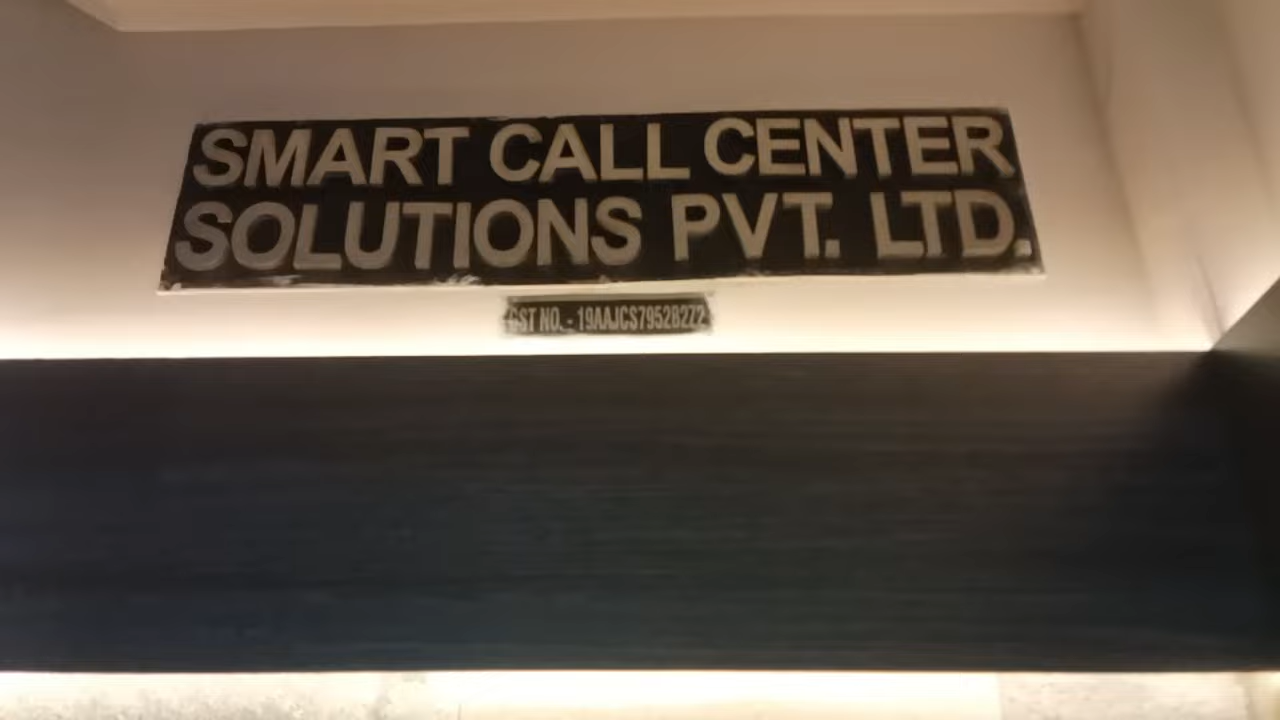 SMART CALL CENTER
SOLUTIONS PVT. LTD.
GST NO. - 19AAJCS7952B2Z2